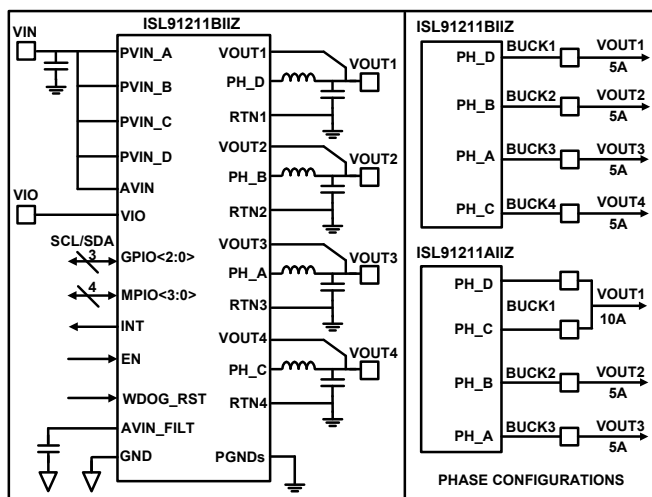 ISL91211BIIZ
VIN
PVIN_A
PVIN_B
PVIN_C
PVIN_D
AVIN
VIO
VIO
SCL/SDA
3
GPIO<2:0>
4
MPIO<3:0>
INT
EN
WDOG_RST
AVIN_FILT
GND
VOUT1
PH_D
VOUT1
RTN1
VOUT2
PH_B
VOUT2
RTN2
VOUT3
PH_A
VOUT3
RTN3
VOUT4
PH_C
VOUT4
RTN4
PGNDs
ISL91211BIIZ
PH_D BUCK1 VOUT1
5A
PH_B BUCK2 VOUT2
5A
PH_A BUCK3 VOUT3
5A
PH_C BUCK4 VOUT4
5A
ISL91211AIIZ
PH_D
BUCK1 VOUT1
10A
PH_C
PH_B BUCK2 VOUT2
5A
PH_A BUCK3 VOUT3
5A
PHASE CONFIGURATIONS